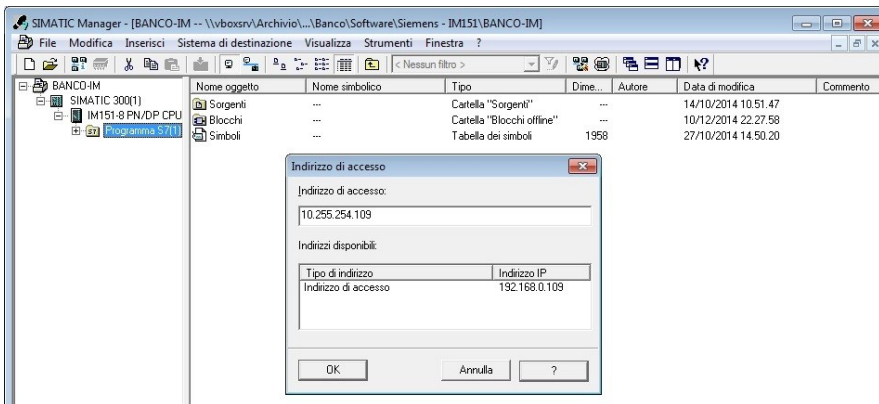 SIMATIC Manager - [BANCO-IM -- \\vboxsrv\Archivio\...\Banco\Software\Siemens - IM151\BANCO-IM]
File Modifica Inserisci Sistema di destinazione Visualizza Strumenti Finestra ?
< Nessun filtro >
BANCO-IM
SIMATIC 300(1)
IM151-8 PN/DP CPU
Programma S7(1)
Nome oggetto Nome simbolico Tipo Dime... Autore Data di modifica Commento
Sorgenti --- Cartella "Sorgenti" --- 14/10/2014 10.51.47
Blocchi --- Cartella "Blocchi offline" --- 10/12/2014 22.27.58
Simboli --- Tabella dei simboli 1958 27/10/2014 14.50.20
Indirizzo di accesso
Indirizzo di accesso:
10.255.254.109
Indirizzi disponibili:
Tipo di indirizzo Indirizzo IP
Indirizzo di accesso 192.168.0.109
OK Annulla ?